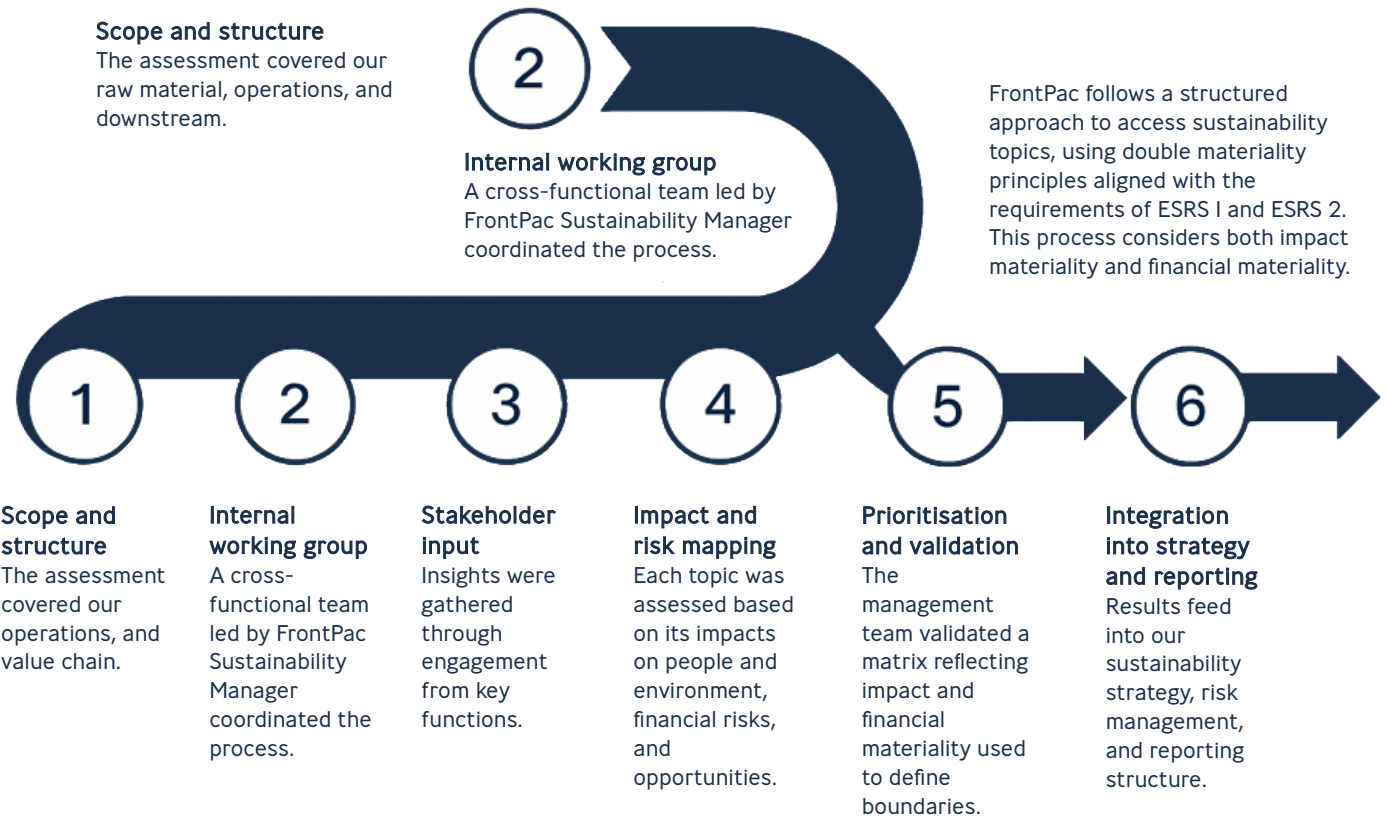 Scope and structure
The assessment covered our
raw material, operations, and
downstream.
2
Internal working group
A cross-functional team led by
FrontPac Sustainability Manager
coordinated the process.
FrontPac follows a structured
approach to access sustainability
topics, using double materiality
principles aligned with the
requirements of ESRS I and ESRS 2.
This process considers both impact
materiality and financial materiality.
1
2
3
4
5
6
Scope and
structure
The assessment
covered our
operations, and
value chain.
Internal
working group
A cross-
functional team
led by FrontPac
Sustainability
Manager
coordinated the
process.
Stakeholder
input
Insights were
gathered
through
engagement
from key
functions.
Impact and
risk mapping
Each topic was
assessed based
on its impacts
on people and
environment,
financial risks,
and
opportunities.
Prioritisation
and validation
The
management
team validated a
matrix reflecting
impact and
financial
materiality used
to define
boundaries.
Integration
into strategy
and reporting
Results feed
into our
sustainability
strategy, risk
management,
and reporting
structure.